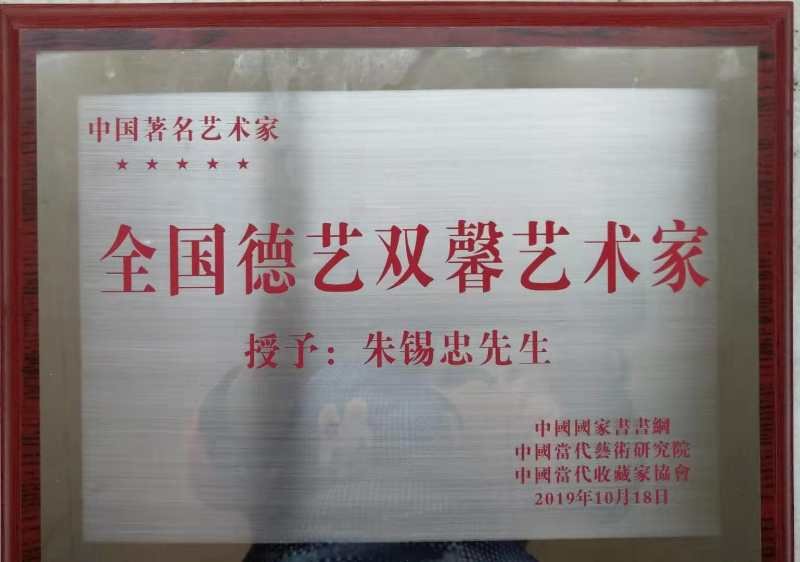 中国著名艺术家
★★★★★
全国德艺双馨艺术家
授予：朱锡忠先生
中國國家書書網
中國當代藝術研究院
中國當代收藏家協會
2019年10月18日